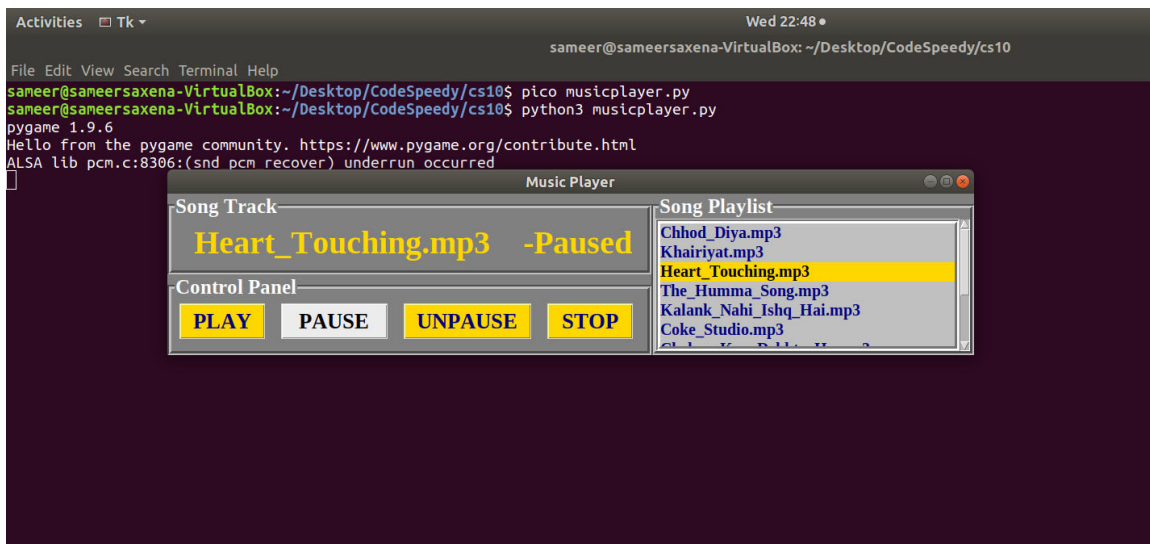 Activities Tk Wed 22:48
sameer@sameersaxena-VirtualBox: ~/Desktop/CodeSpeedy/cs10
File Edit View Search Terminal Help
sameer@sameersaxena-VirtualBox:~/Desktop/CodeSpeedy/cs10$ pico musicplayer.py
sameer@sameersaxena-VirtualBox:~/Desktop/CodeSpeedy/cs10$ python3 musicplayer.py
pygame 1.9.6
Hello from the pygame community. https://www.pygame.org/contribute.html
ALSA lib pcm.c:8306:(snd_pcm_recover) underrun occurred
Music Player
Song Track
Heart_Touching.mp3 -Paused
Control Panel
PLAY PAUSE UNPAUSE STOP
Song Playlist
Chhod_Diya.mp3
Khairiyat.mp3
Heart_Touching.mp3
The_Humma_Song.mp3
Kalank_Nahi_Ishq_Hai.mp3
Coke_Studio.mp3